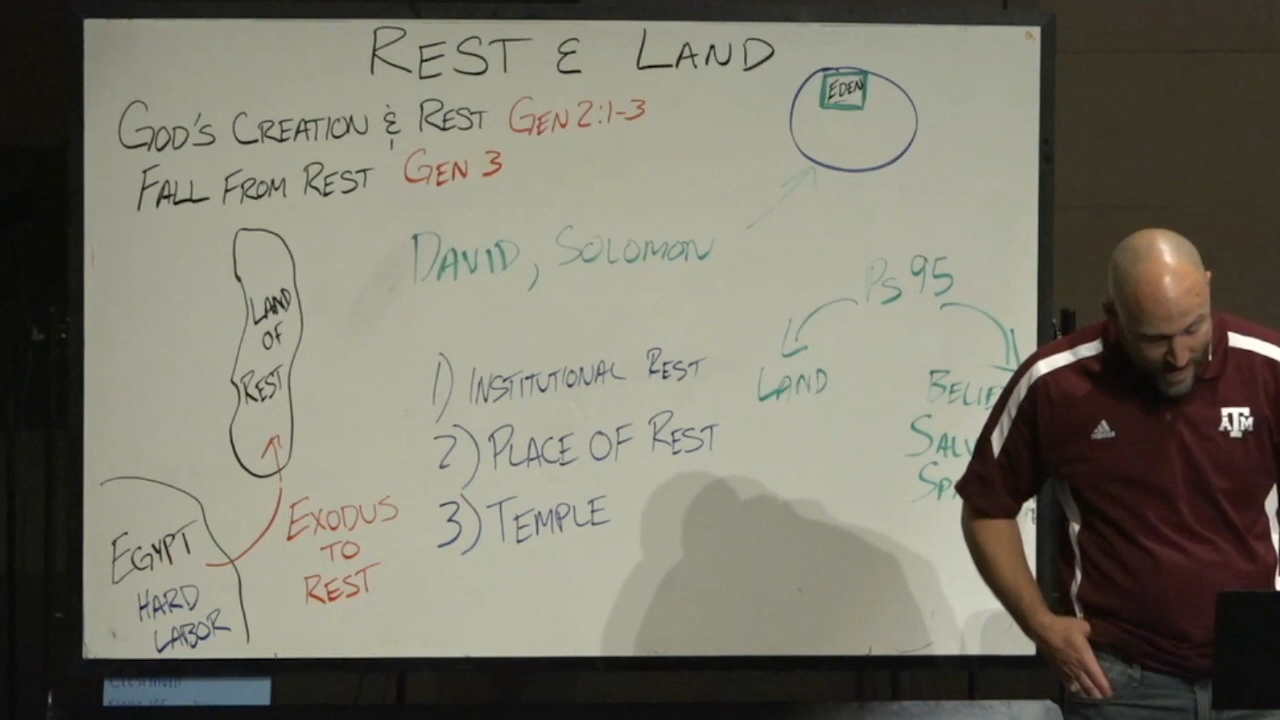 REST & LAND
EDEN
GOD'S CREATION & REST GEN 2:1-3
FALL FROM REST GEN 3
DAVID, SOLOMON
Ps 95
LAND
LAND
OF
REST
1) INSTITUTIONAL REST
2) PLACE OF REST
3) TEMPLE
EXODUS
TO
REST
EGYPT
HARD
LABOR
adidas
ATM